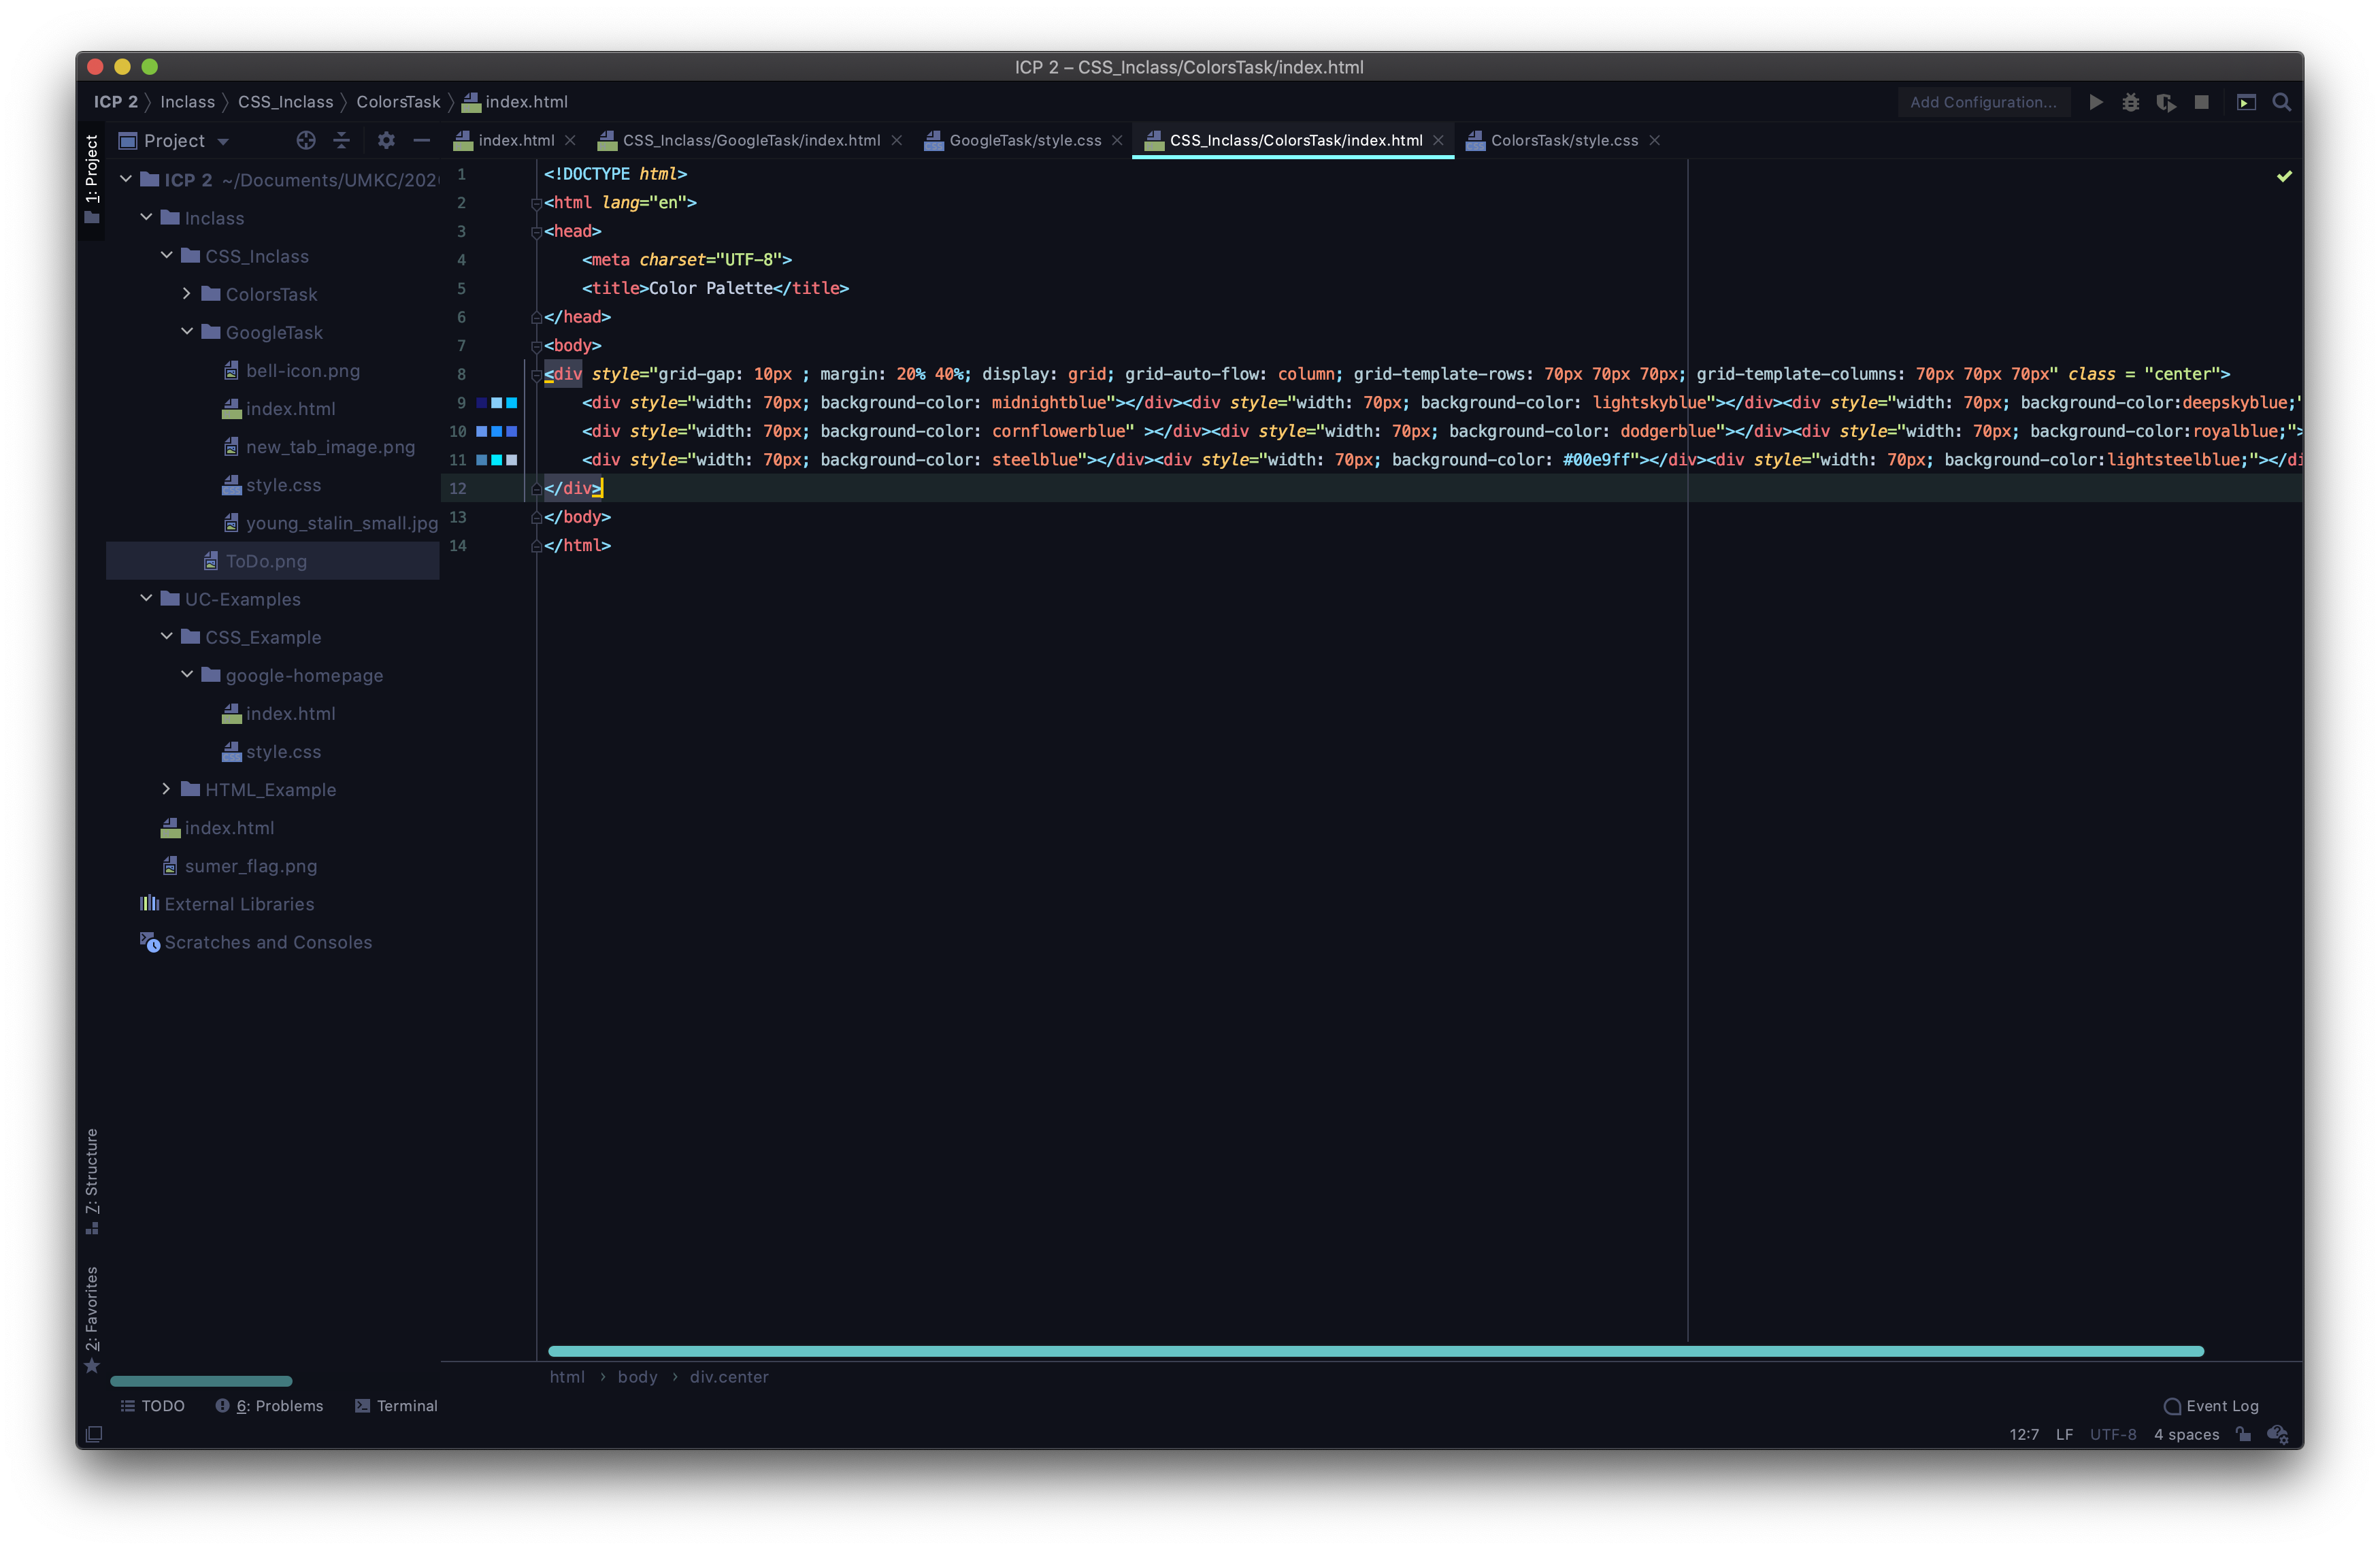 ICP 2 – CSS_Inclass/ColorsTask/index.html
ICP 2 〉 Inclass 〉 CSS_Inclass 〉 ColorsTask 〉 index.html
Add Configuration...
1: Project
Project
index.html
CSS_Inclass/GoogleTask/index.html
GoogleTask/style.css
CSS_Inclass/ColorsTask/index.html
ColorsTask/style.css
ICP 2 ~/Documents/UMKC/202
Inclass
CSS_Inclass
ColorsTask
GoogleTask
bell-icon.png
index.html
new_tab_image.png
style.css
young_stalin_small.jpg
ToDo.png
UC-Examples
CSS_Example
google-homepage
index.html
style.css
HTML_Example
index.html
sumer_flag.png
External Libraries
Scratches and Consoles
1 <!DOCTYPE html>
2 <html lang="en">
3 <head>
4 <meta charset="UTF-8">
5 <title>Color Palette</title>
6 </head>
7 <body>
8 <div style="grid-gap: 10px ; margin: 20% 40%; display: grid; grid-auto-flow: column; grid-template-rows: 70px 70px 70px; grid-template-columns: 70px 70px 70px" class = "center">
9 <div style="width: 70px; background-color: midnightblue"></div><div style="width: 70px; background-color: lightskyblue"></div><div style="width: 70px; background-color:deepskyblue;"
10 <div style="width: 70px; background-color: cornflowerblue" ></div><div style="width: 70px; background-color: dodgerblue"></div><div style="width: 70px; background-color:royalblue;">
11 <div style="width: 70px; background-color: steelblue"></div><div style="width: 70px; background-color: #00e9ff"></div><div style="width: 70px; background-color:lightsteelblue;"></di
12 </div>
13 </body>
14 </html>
7: Structure
2: Favorites
html › body › div.center
TODO
6: Problems
Terminal
Event Log
12:7 LF UTF-8 4 spaces